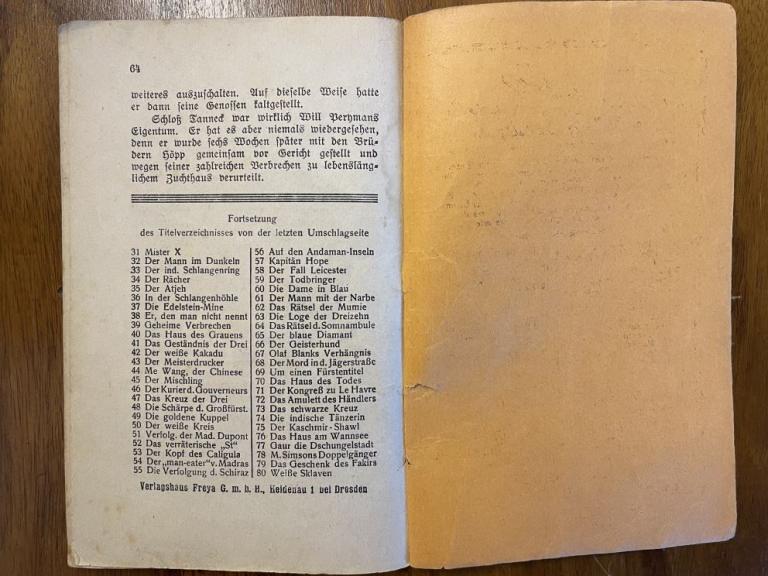 64
weiteres auszuschalten. Auf dieselbe Weise hatte
er dann seine Genossen kaltgestellt.
Schloß Tanneck war wirklich Will Perymans
Eigentum. Er hat es aber niemals wiedergesehen,
denn er wurde sechs Wochen später mit den Brü-
dern Höpp gemeinsam vor Gericht gestellt und
wegen seiner zahlreichen Verbrechen zu lebensläng-
lichem Zuchthaus verurteilt.
Fortsetzung
des Titelverzeichnisses von der letzten Umschlagseite
31 Mister X
32 Der Mann im Dunkeln
33 Der ind. Schlangenring
34 Der Rächer
35 Der Atjeh
36 In der Schlangenhöhle
37 Die Edelstein-Mine
38 Er, den man nicht nennt
39 Geheime Verbrechen
40 Das Haus des Grauens
41 Das Geständnis der Drei
42 Der weiße Kakadu
43 Der Meisterdrucker
44 Me Wang, der Chinese
45 Der Mischling
46 Der Kurier d. Gouverneurs
47 Das Kreuz der Drei
48 Die Schärpe d. Großfürst.
49 Die goldene Kuppel
50 Der weiße Kreis
51 Verfolg. der Mad. Dupont
52 Das verräterische „St“
53 Der Kopf des Caligula
54 Der „man-eater“ v. Madras
55 Die Verfolgung d. Schiraz
56 Auf den Andaman-Inseln
57 Kapitän Hope
58 Der Fall Leicester
59 Der Todbringer
60 Die Dame in Blau
61 Der Mann mit der Narbe
62 Das Rätsel der Mumie
63 Die Loge der Dreizehn
64 Das Rätsel d. Somnambule
65 Der blaue Diamant
66 Der Geisterhund
67 Olaf Blanks Verhängnis
68 Der Mord in d. Jägerstraße
69 Um einen Fürstentitel
70 Das Haus des Todes
71 Der Kongreß zu Le Havre
72 Das Amulett des Händlers
73 Das schwarze Kreuz
74 Die indische Tänzerin
75 Der Kaschmir-Shawl
76 Das Haus am Wannsee
77 Gaur die Dschungelstadt
78 M. Simsons Doppelgänger
79 Das Geschenk des Fakirs
80 Weiße Sklaven
Verlagshaus Freya G. m. b. H., Heidenau 1 bei Dresden